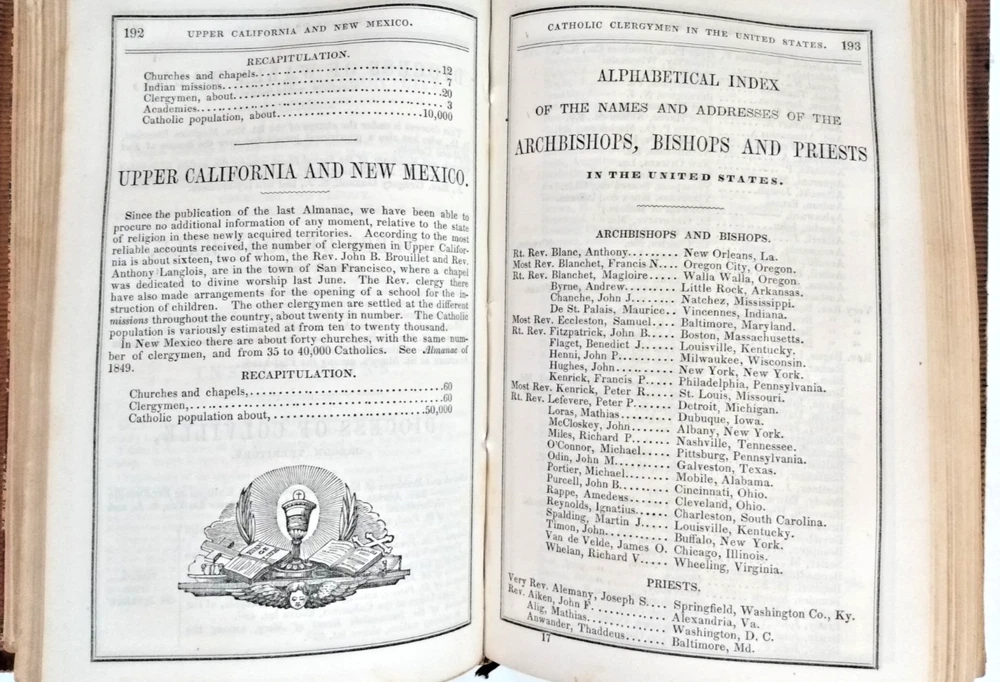 192 UPPER CALIFORNIA AND NEW MEXICO.
RECAPITULATION.
Churches and chapels..............................12
Indian missions..............................7
Clergymen, about..............................20
Academies..............................3
Catholic population, about..............................10,000
UPPER CALIFORNIA AND NEW MEXICO.
Since the publication of the last Almanac, we have been able to
procure no additional information of any moment, relative to the state
of religion in these newly acquired territories. According to the most
reliable accounts received, the number of clergymen in Upper Califor-
nia is about sixteen, two of whom, the Rev. John B. Brouillet and Rev.
Anthony Langlois, are in the town of San Francisco, where a chapel
was dedicated to divine worship last June. The Rev. clergy there
have also made arrangements for the opening of a school for the in-
struction of children. The other clergymen are settled at the different
missions throughout the country, about twenty in number. The Catholic
population is variously estimated at from ten to twenty thousand.
In New Mexico there are about forty churches, with the same num-
ber of clergymen, and from 35 to 40,000 Catholics. See Almanac of
1849.
RECAPITULATION.
Churches and chapels,..............................60
Clergymen,..............................60
Catholic population about,..............................50,000
CATHOLIC CLERGYMEN IN THE UNITED STATES. 193
ALPHABETICAL INDEX
OF THE NAMES AND ADDRESSES OF THE
ARCHBISHOPS, BISHOPS AND PRIESTS
IN THE UNITED STATES.
ARCHBISHOPS AND BISHOPS.
Rt. Rev. Blanc, Anthony......... New Orleans, La.
Most Rev. Blanchet, Francis N.... Oregon City, Oregon.
Rt. Rev. Blanchet, Magloire..... Walla Walla, Oregon.
Byrne, Andrew........ Little Rock, Arkansas.
Chanche, John J....... Natchez, Mississippi.
De St. Palais, Maurice.. Vincennes, Indiana.
Most Rev. Eccleston, Samuel.... Baltimore, Maryland.
Rt. Rev. Fitzpatrick, John B..... Boston, Massachusetts.
Flaget, Benedict J..... Louisville, Kentucky.
Henni, John P........ Milwaukee, Wisconsin.
Hughes, John......... New York, New York.
Kenrick, Francis P..... Philadelphia, Pennsylvania.
Most Rev. Kenrick, Peter R..... St. Louis, Missouri.
Rt. Rev. Lefevere, Peter P..... Detroit, Michigan.
Loras, Mathias........ Dubuque, Iowa.
McCloskey, John...... Albany, New York.
Miles, Richard P...... Nashville, Tennessee.
O'Connor, Michael.... Pittsburg, Pennsylvania.
Odin, John M......... Galveston, Texas.
Portier, Michael....... Mobile, Alabama.
Purcell, John B........ Cincinnati, Ohio.
Rappe, Amedeus...... Cleveland, Ohio.
Reynolds, Ignatius..... Charleston, South Carolina.
Spalding, Martin J..... Louisville, Kentucky.
Timon, John.......... Buffalo, New York.
Van de Velde, James O. Chicago, Illinois.
Whelan, Richard V..... Wheeling, Virginia.
PRIESTS.
Very Rev. Alemany, Joseph S.... Springfield, Washington Co., Ky.
Rev. Aiken, John F............ Alexandria, Va.
Alig, Mathias............ Washington, D. C.
Anwander, Thaddeus...... Baltimore, Md.
17